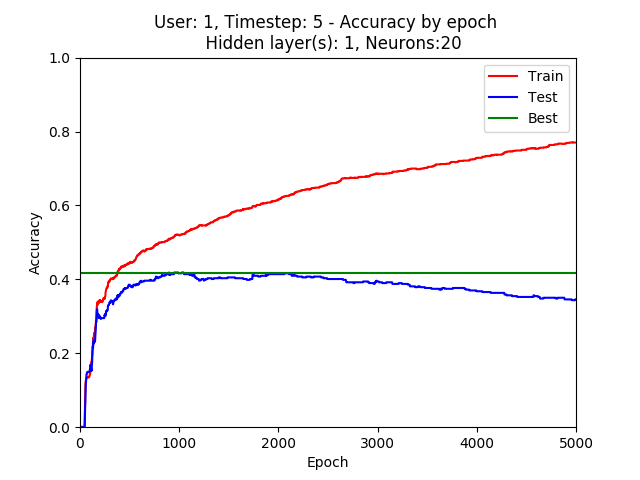 User: 1, Timestep: 5 - Accuracy by epoch
Hidden layer(s): 1, Neurons:20
1.0
0.8
0.6
0.4
0.2
0.0
Accuracy
Train
Test
Best
0 1000 2000 3000 4000 5000
Epoch